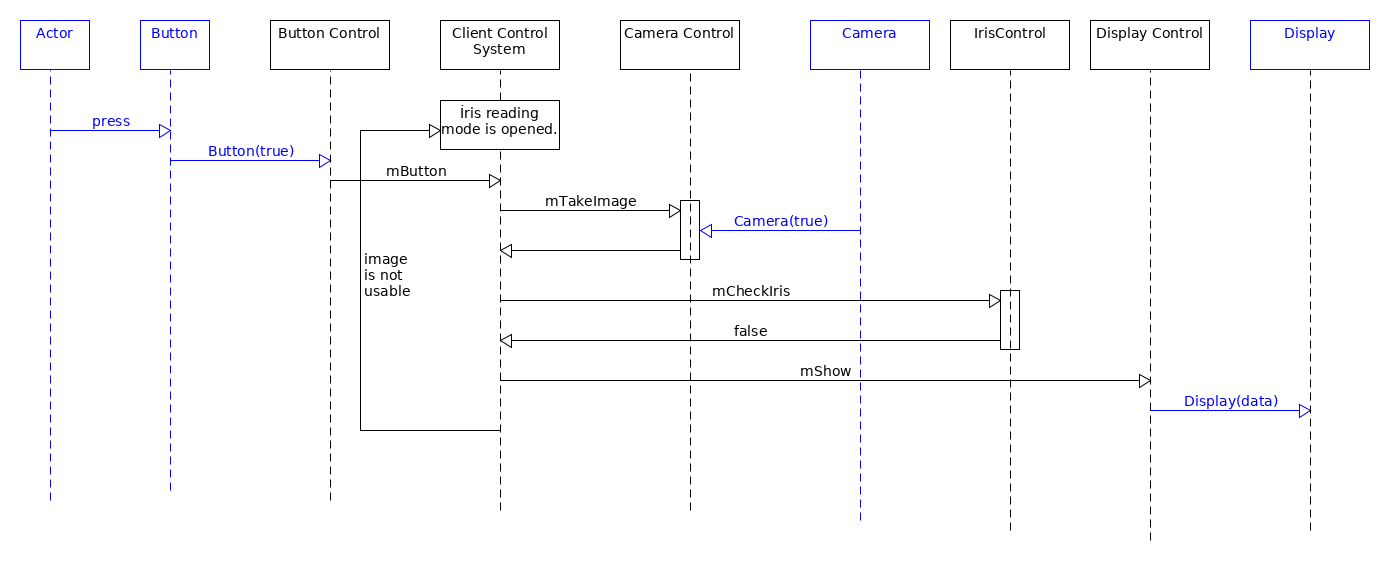 Actor
Button
Button Control
Client Control
System
Camera Control
Camera
IrisControl
Display Control
Display
İris reading
mode is opened.
press
Button(true)
mButton
mTakeImage
Camera(true)
image
is not
usable
mCheckIris
false
mShow
Display(data)